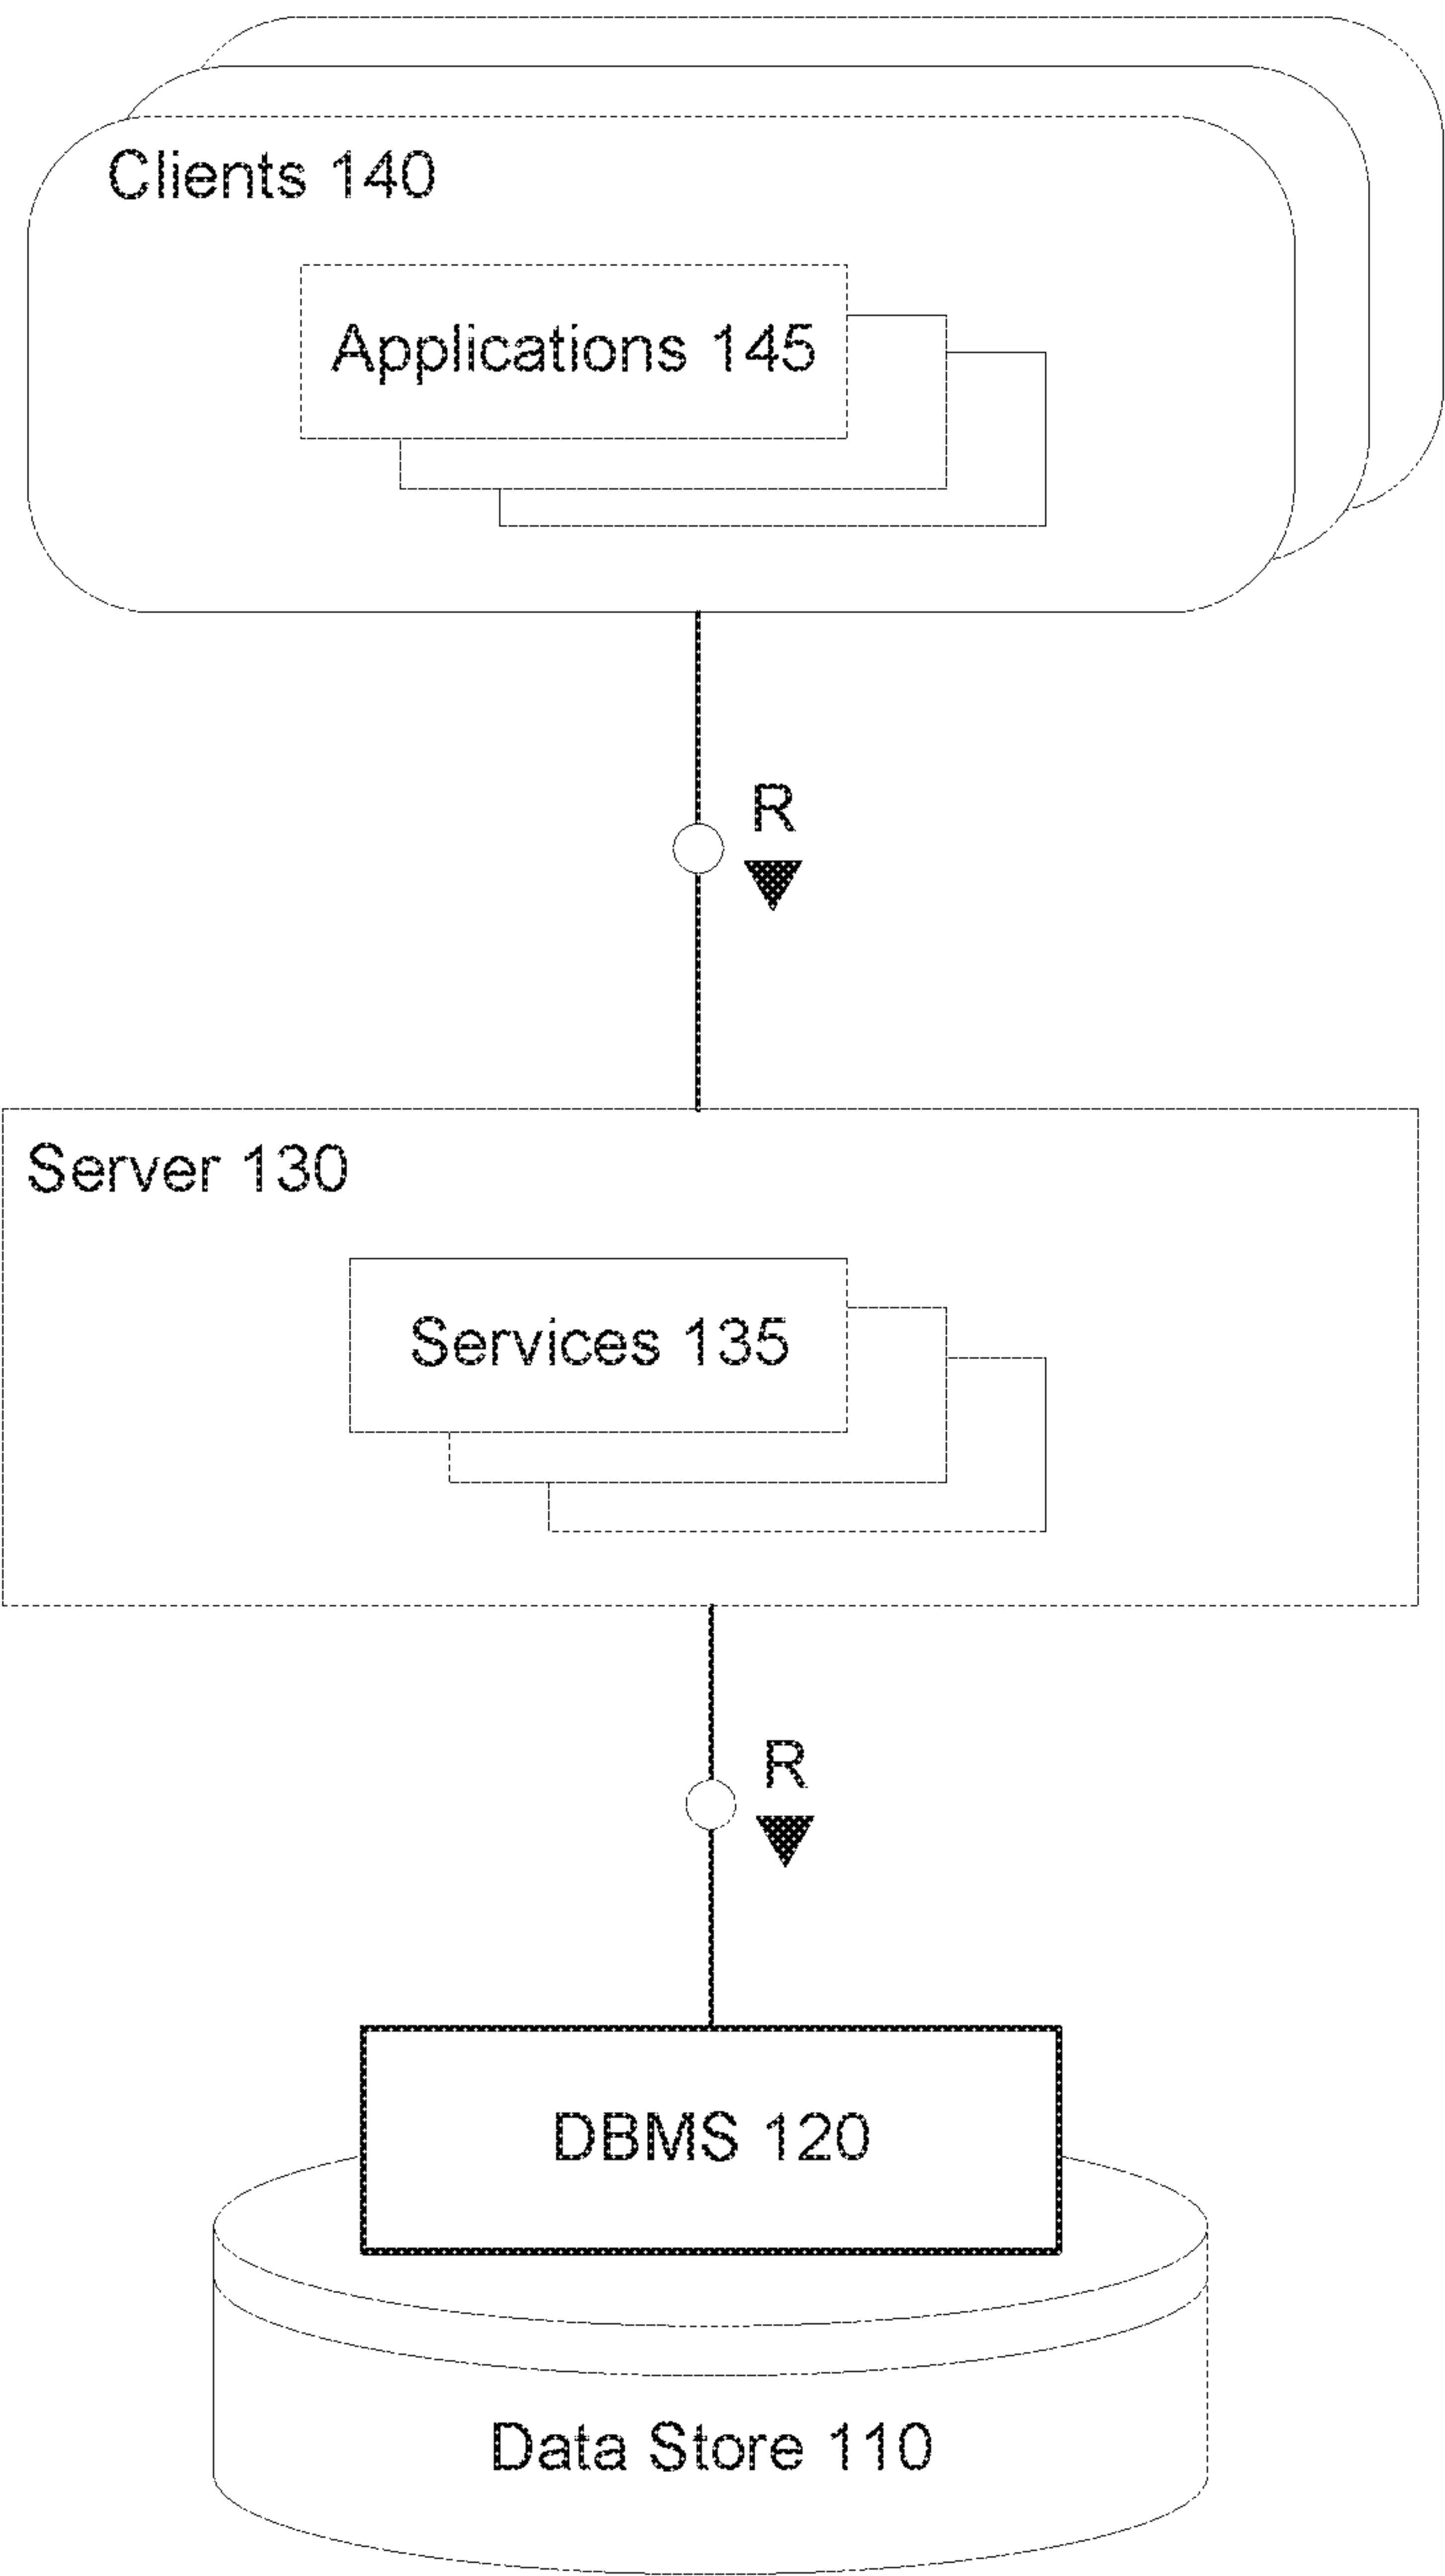 Clients 140
Applications 145
R
Server 130
Services 135
R
DBMS 120
Data Store 110